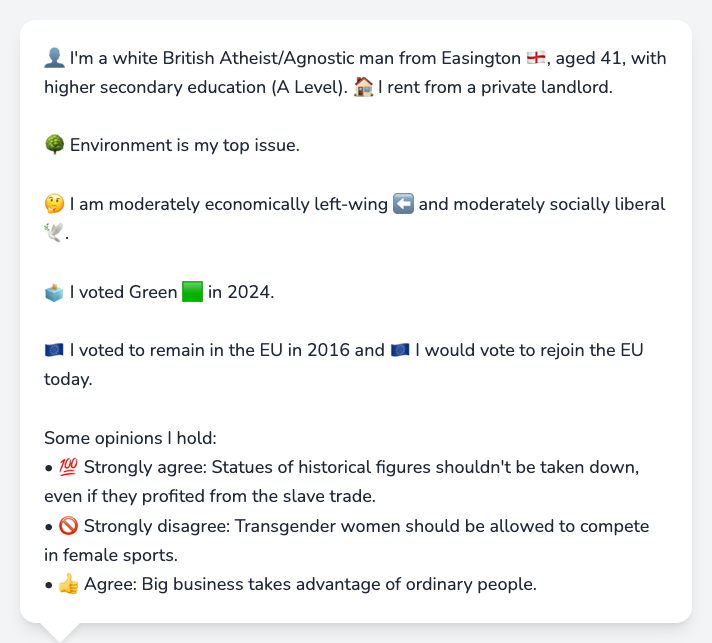 👤 I'm a white British Atheist/Agnostic man from Easington 🏴󠁧󠁢󠁥󠁮󠁧󠁿, aged 41, with
higher secondary education (A Level). 🏠 I rent from a private landlord.
🌳 Environment is my top issue.
🤔 I am moderately economically left-wing ⬅️ and moderately socially liberal
🕊️.
🗳️ I voted Green 🟩 in 2024.
🇪🇺 I voted to remain in the EU in 2016 and 🇪🇺 I would vote to rejoin the EU
today.
Some opinions I hold:
• 💯 Strongly agree: Statues of historical figures shouldn't be taken down,
even if they profited from the slave trade.
• 🚫 Strongly disagree: Transgender women should be allowed to compete
in female sports.
• 👍 Agree: Big business takes advantage of ordinary people.